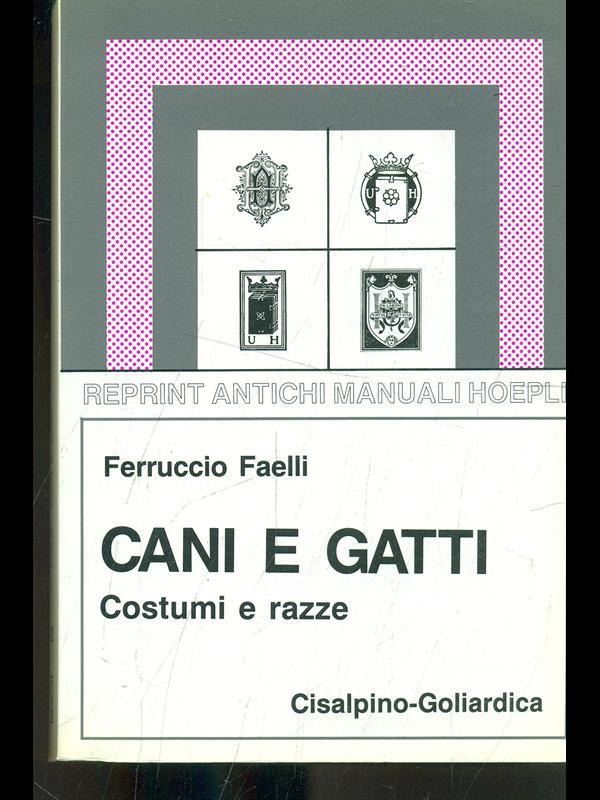 U H
U H
REPRINT ANTICHI MANUALI HOEPLI
Ferruccio Faelli
CANI E GATTI
Costumi e razze
Cisalpino-Goliardica